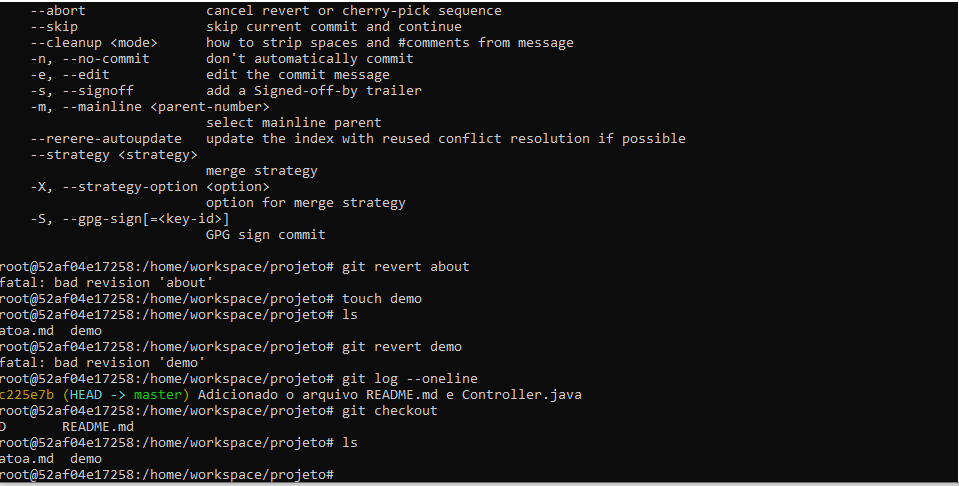 --abort cancel revert or cherry-pick sequence
--skip skip current commit and continue
--cleanup <mode> how to strip spaces and #comments from message
-n, --no-commit don't automatically commit
-e, --edit edit the commit message
-s, --signoff add a Signed-off-by trailer
-m, --mainline <parent-number>
select mainline parent
--rerere-autoupdate update the index with reused conflict resolution if possible
--strategy <strategy>
merge strategy
-X, --strategy-option <option>
option for merge strategy
-S, --gpg-sign[=<key-id>]
GPG sign commit
root@52af04e17258:/home/workspace/projeto# git revert about
fatal: bad revision 'about'
root@52af04e17258:/home/workspace/projeto# touch demo
root@52af04e17258:/home/workspace/projeto# ls
atoa.md demo
root@52af04e17258:/home/workspace/projeto# git revert demo
fatal: bad revision 'demo'
root@52af04e17258:/home/workspace/projeto# git log --oneline
c225e7b (HEAD -> master) Adicionado o arquivo README.md e Controller.java
root@52af04e17258:/home/workspace/projeto# git checkout
D README.md
root@52af04e17258:/home/workspace/projeto# ls
atoa.md demo
root@52af04e17258:/home/workspace/projeto#